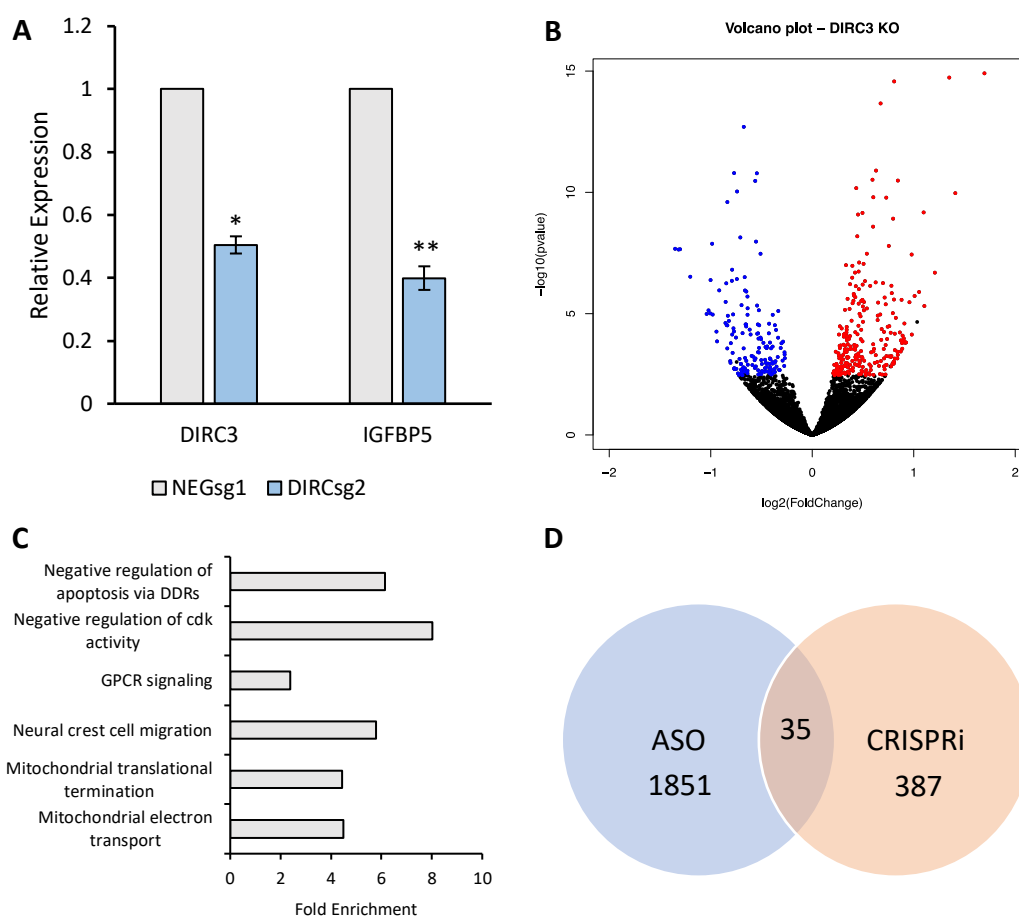 A
1.2
1
0.8
0.6
0.4
0.2
0
Relative Expression
*
**
DIRC3 IGFBP5
NEGsg1 DIRCsg2
B
Volcano plot – DIRC3 KO
15
10
5
0
−log10(pvalue)
−2 −1 0 1 2
log2(FoldChange)
C
Negative regulation of
apoptosis via DDRs
Negative regulation of cdk
activity
GPCR signaling
Neural crest cell migration
Mitochondrial translational
termination
Mitochondrial electron
transport
0 2 4 6 8 10
Fold Enrichment
D
ASO
1851
35
CRISPRi
387